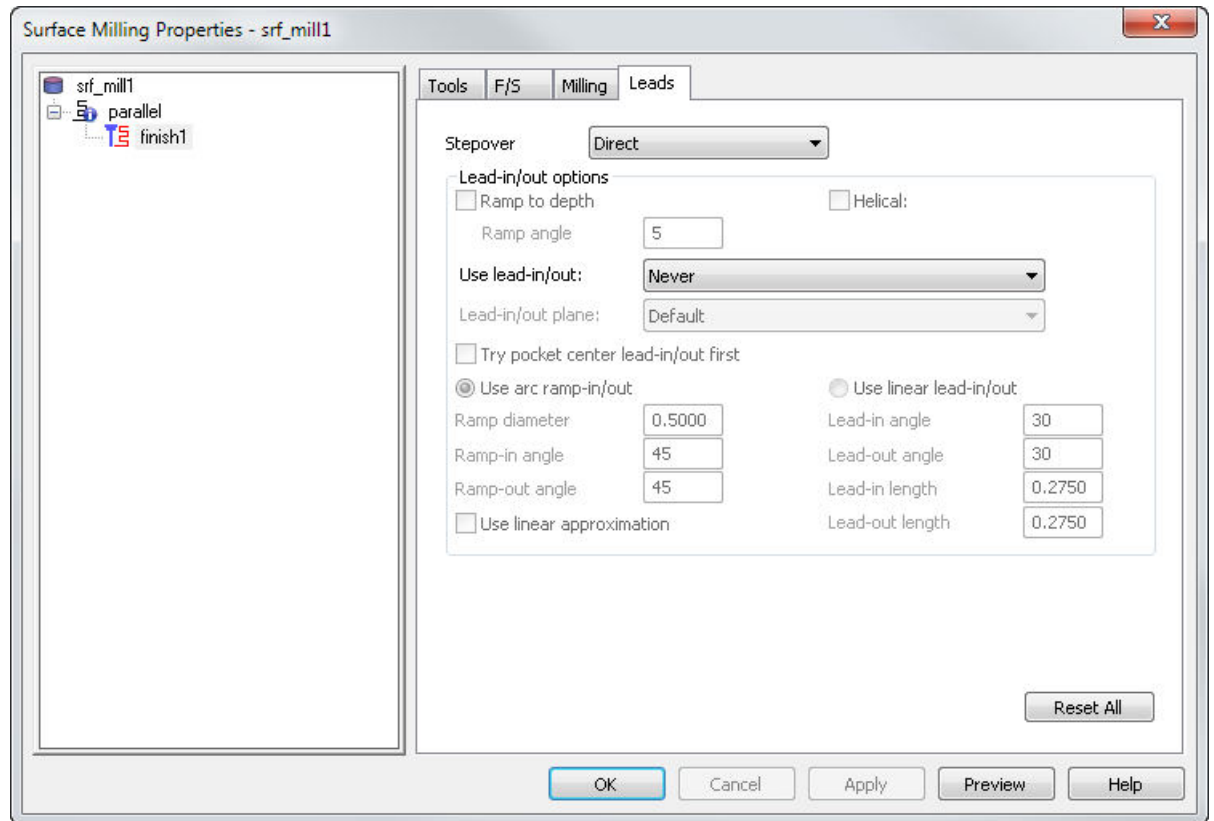 Surface Milling Properties - srf_mill1
X
srf_mill1
parallel
finish1
Tools F/S Milling Leads
Stepover Direct
Lead-in/out options
Ramp to depth Helical:
Ramp angle 5
Use lead-in/out: Never
Lead-in/out plane: Default
Try pocket center lead-in/out first
Use arc ramp-in/out Use linear lead-in/out
Ramp diameter 0.5000 Lead-in angle 30
Ramp-in angle 45 Lead-out angle 30
Ramp-out angle 45 Lead-in length 0.2750
Use linear approximation Lead-out length 0.2750
Reset All
OK Cancel Apply Preview Help